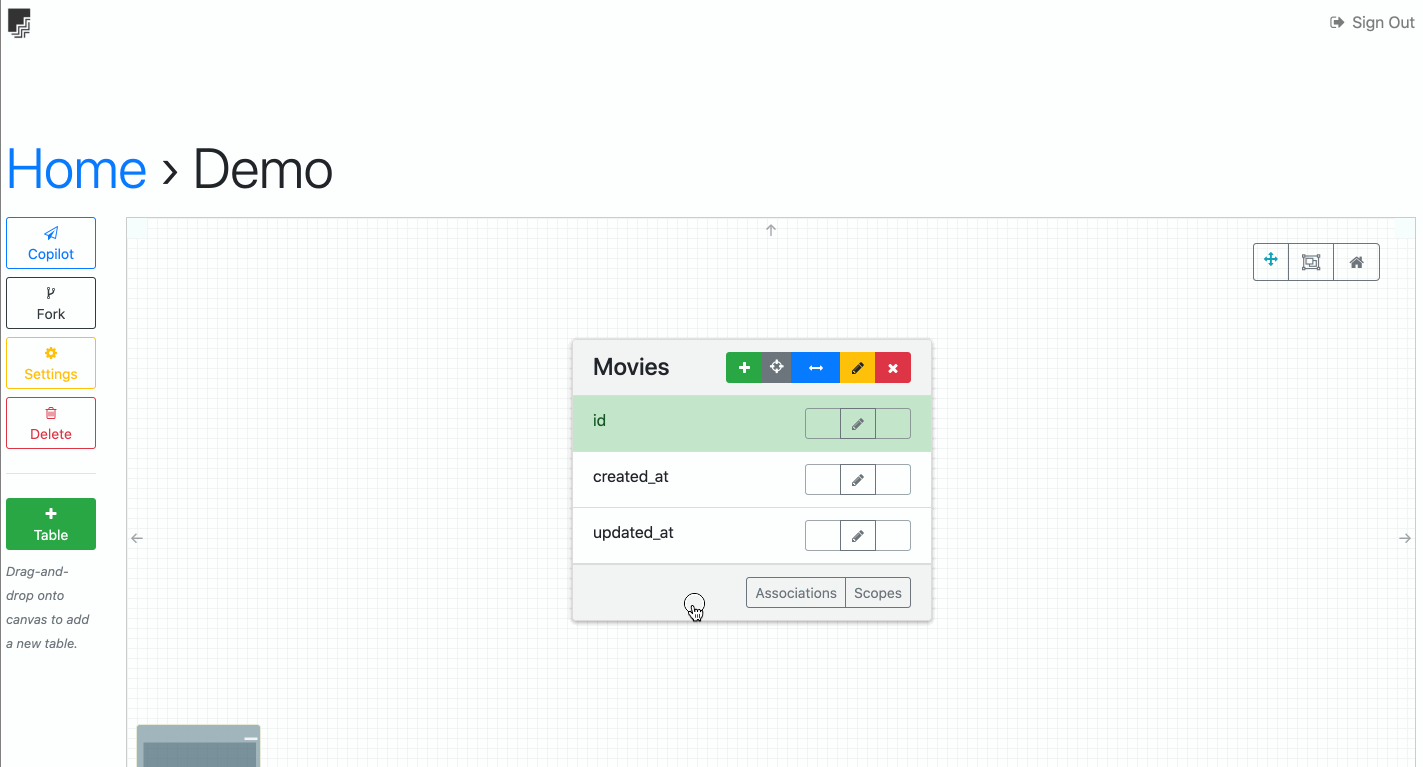 Sign Out
Home › Demo
Copilot
Fork
Settings
Delete
Table
Drag-and-
drop onto
canvas to add
a new table.
Movies
id
created_at
updated_at
Associations
Scopes